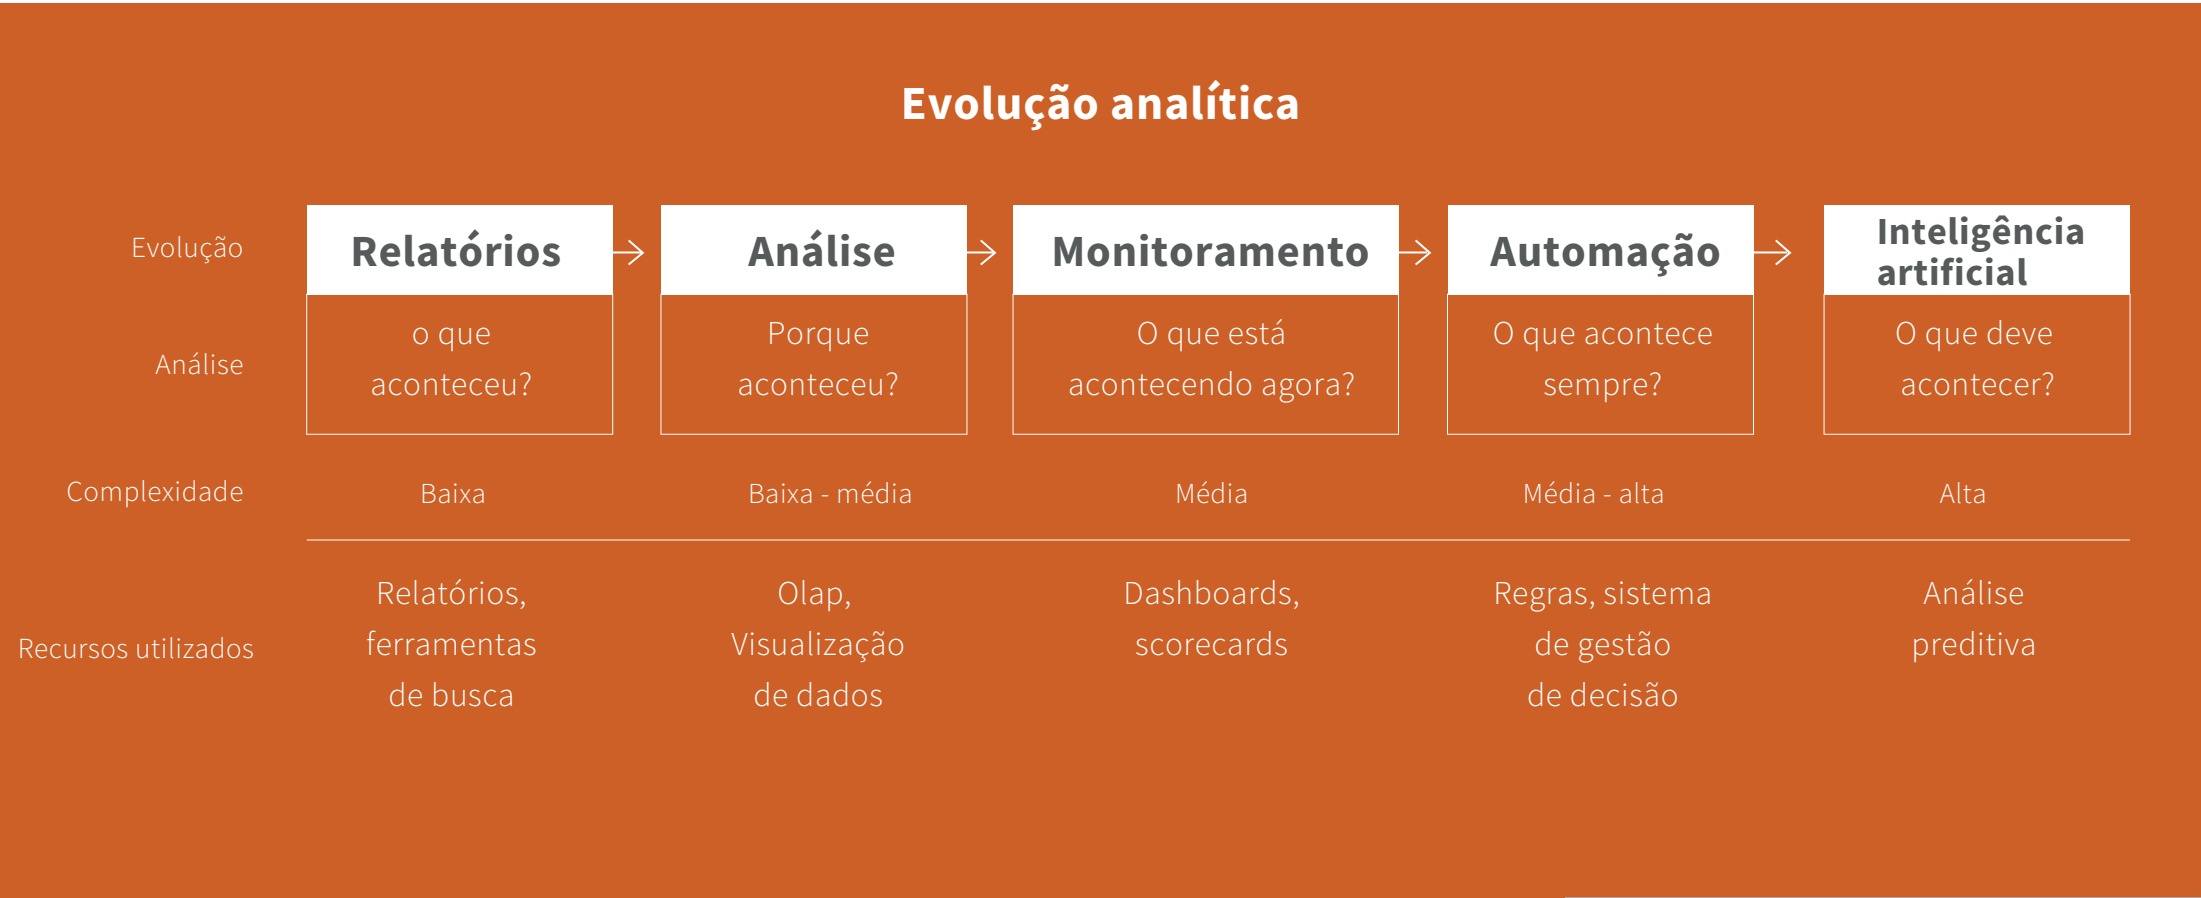 Evolução analítica
Evolução
Relatórios
Análise
Monitoramento
Automação
Inteligência
artificial
Análise
o que
aconteceu?
Porque
aconteceu?
O que está
acontecendo agora?
O que acontece
sempre?
O que deve
acontecer?
Complexidade
Baixa
Baixa - média
Média
Média - alta
Alta
Recursos utilizados
Relatórios,
ferramentas
de busca
Olap,
Visualização
de dados
Dashboards,
scorecards
Regras, sistema
de gestão
de decisão
Análise
preditiva